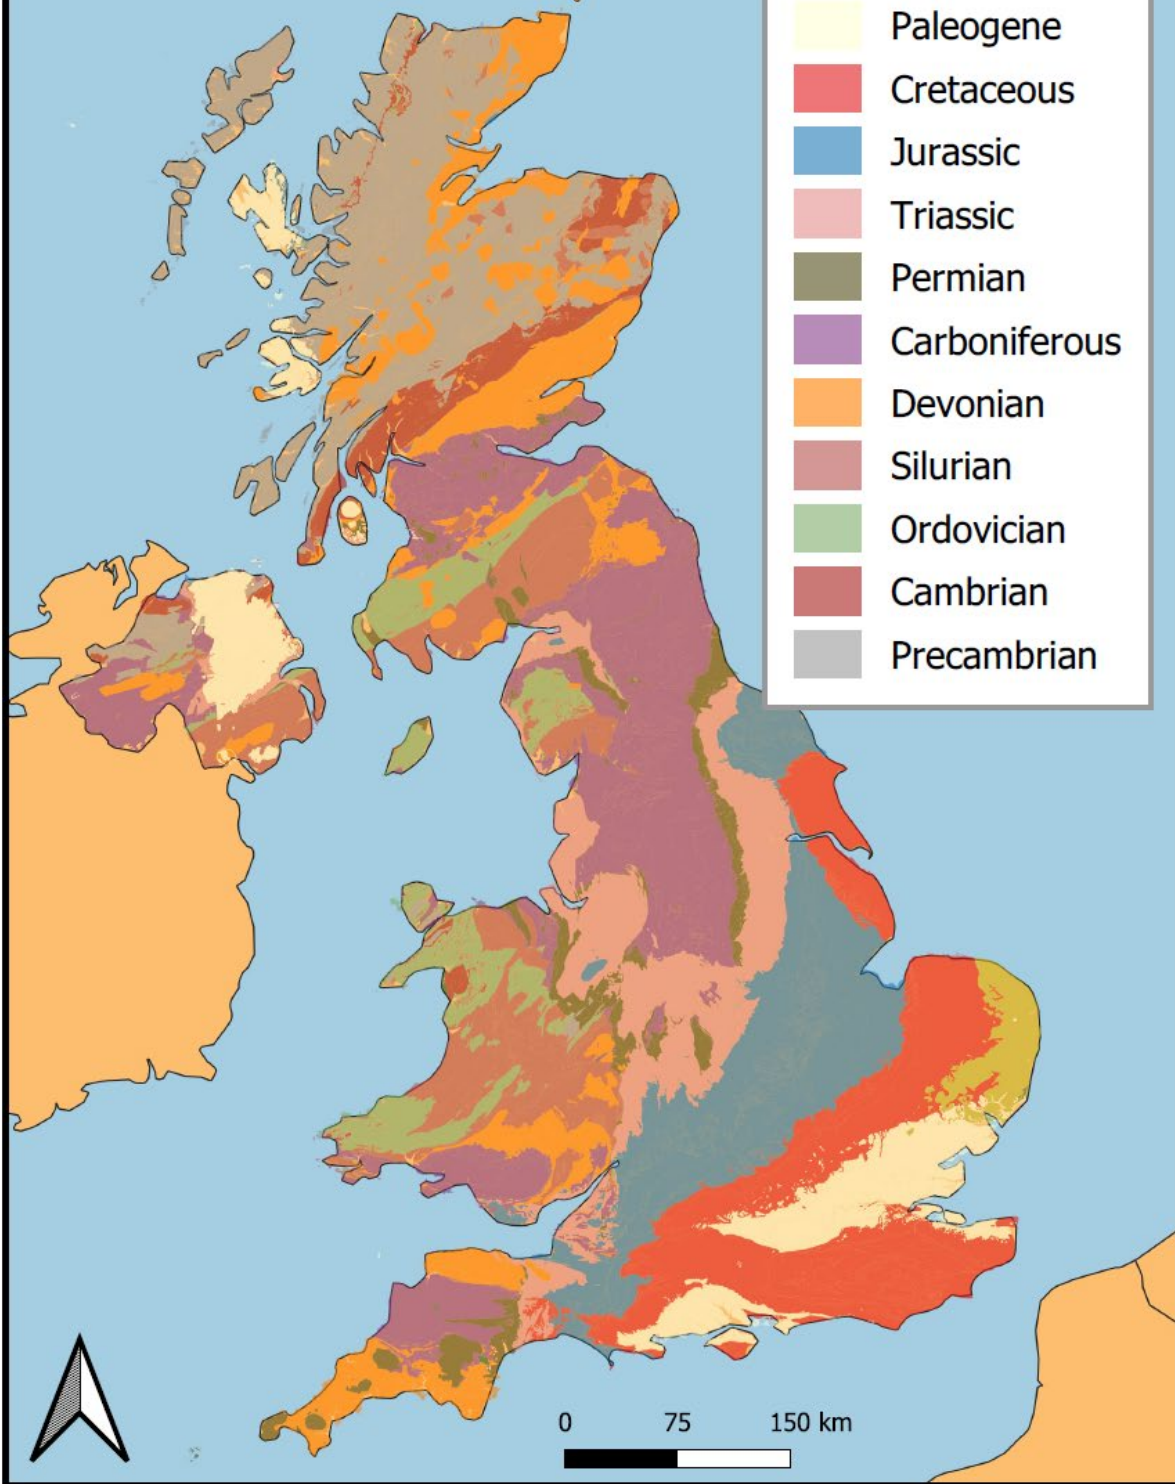 Paleogene
Cretaceous
Jurassic
Triassic
Permian
Carboniferous
Devonian
Silurian
Ordovician
Cambrian
Precambrian
0 75 150 km